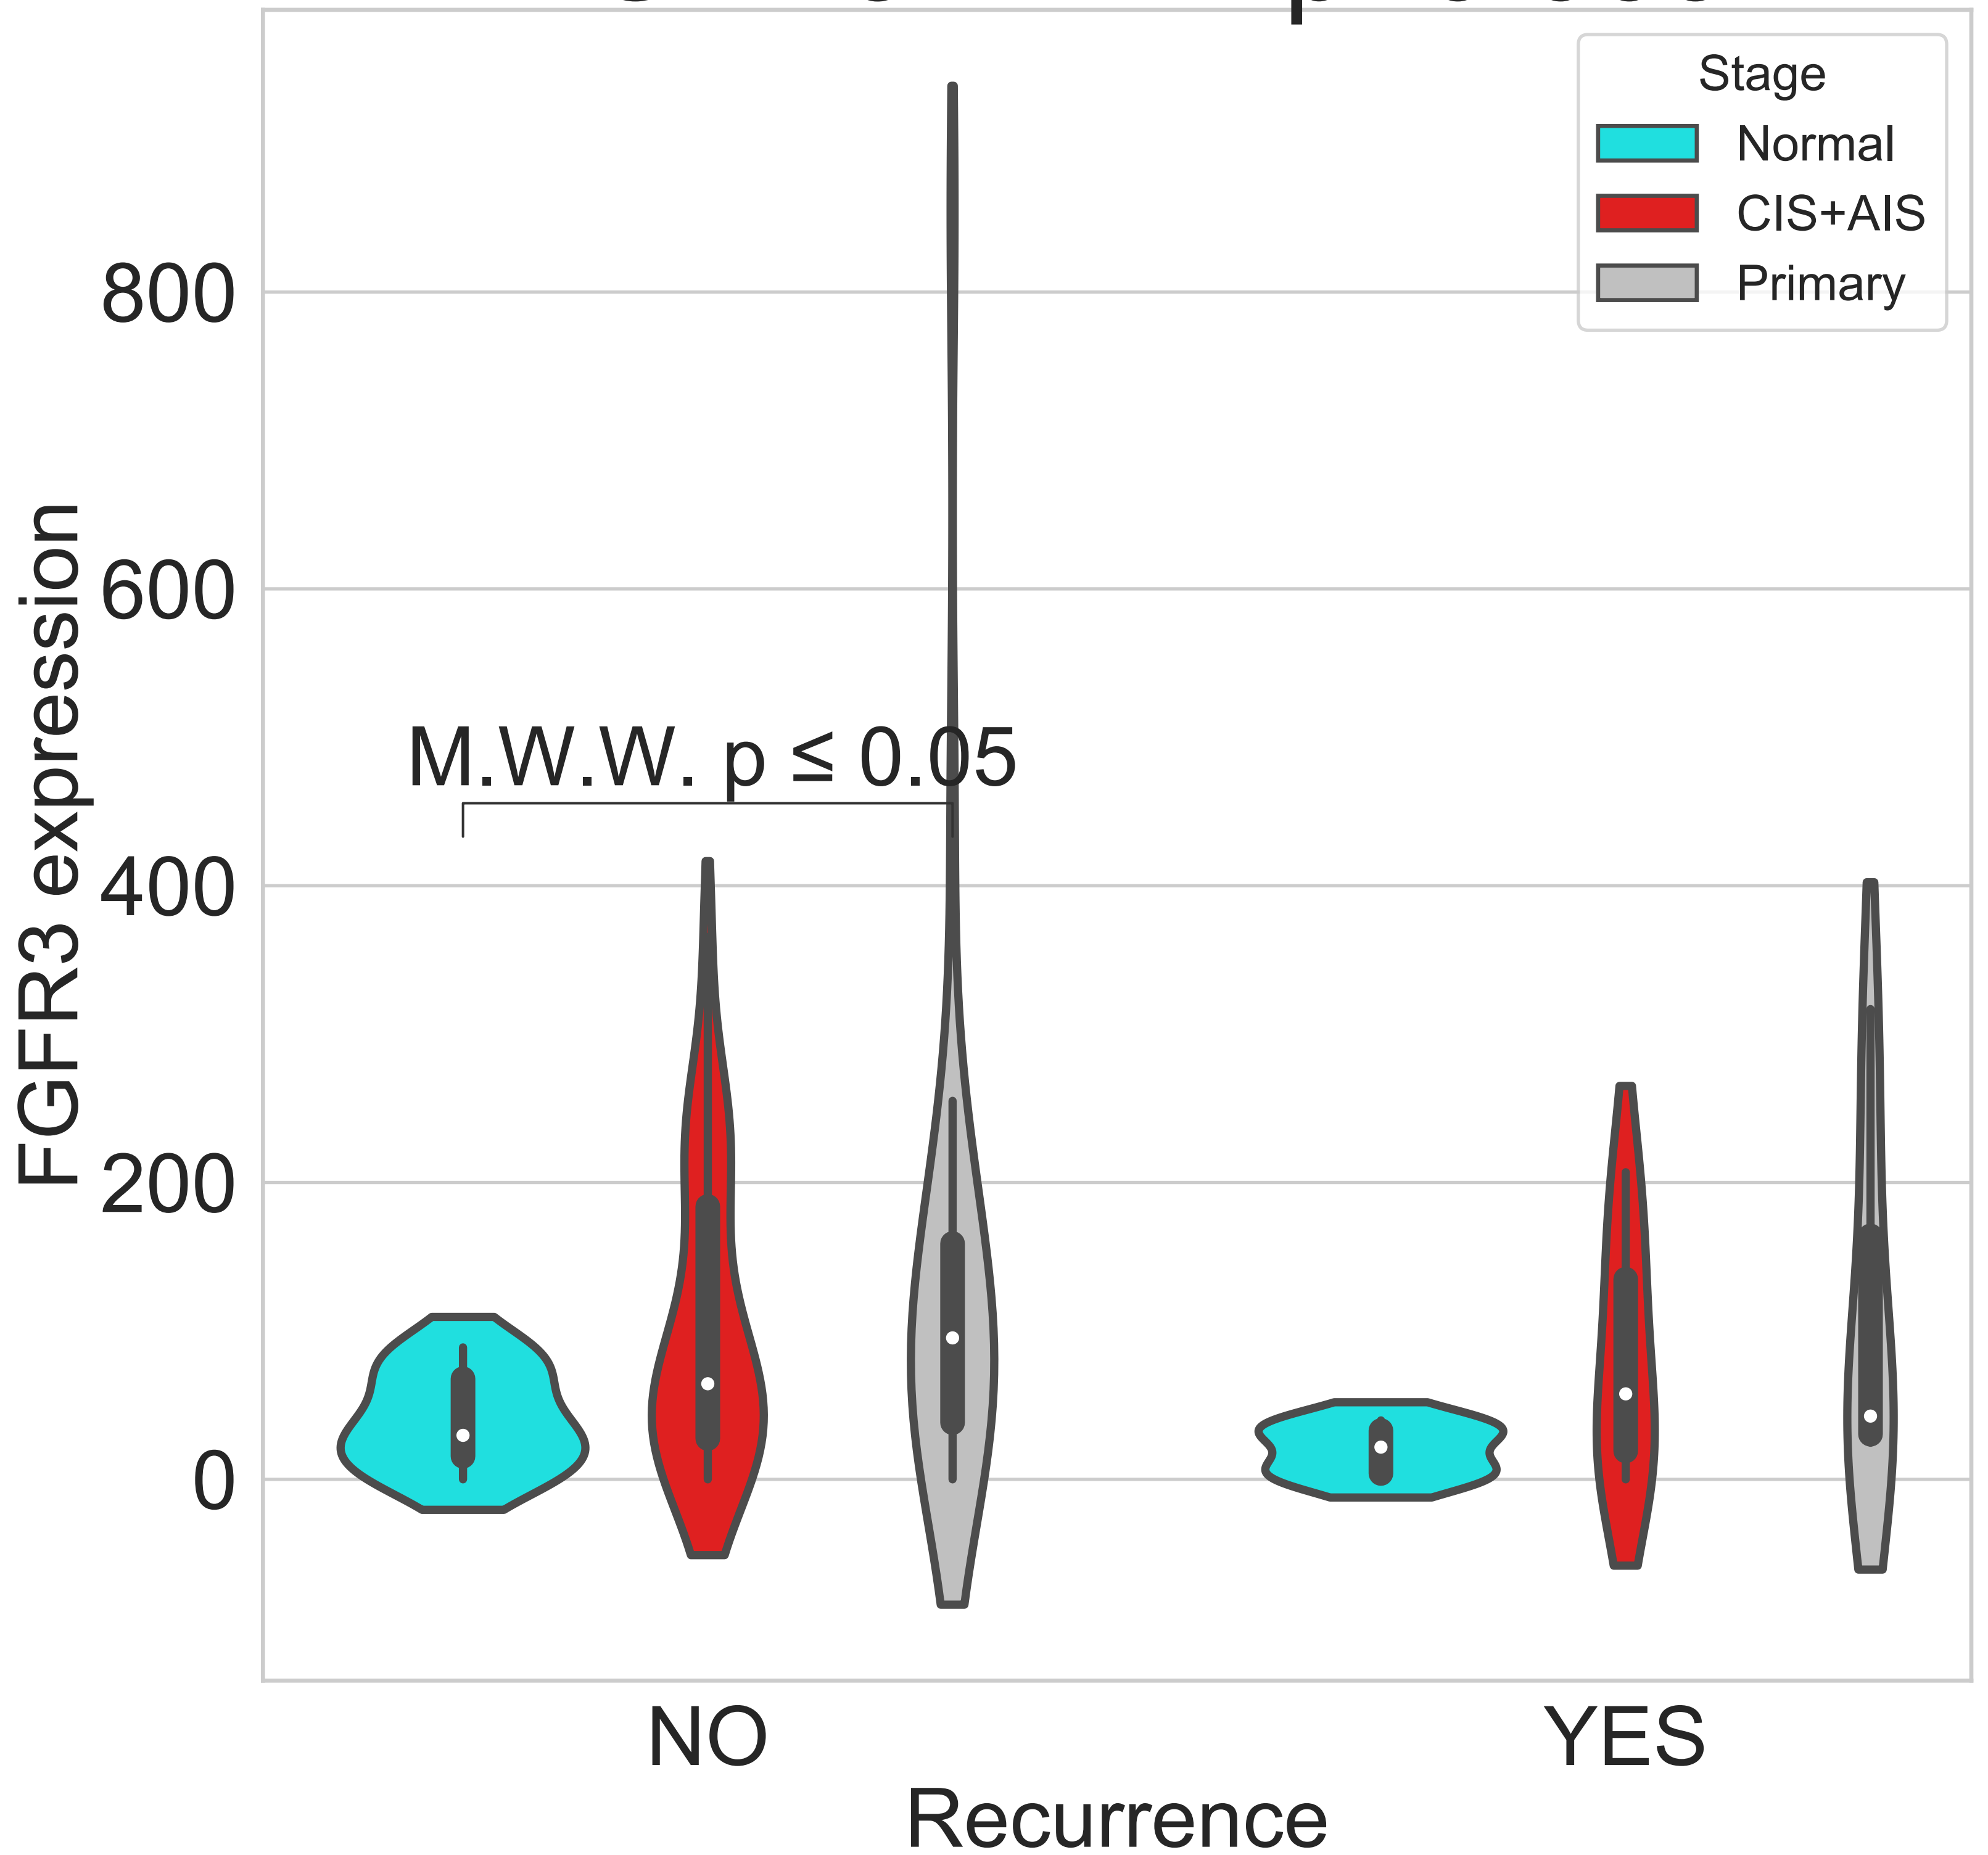 Stage
Normal
CIS+AIS
Primary
800
600
400
200
0
FGFR3 expression
M.W.W. p ≤ 0.05
NO
YES
Recurrence